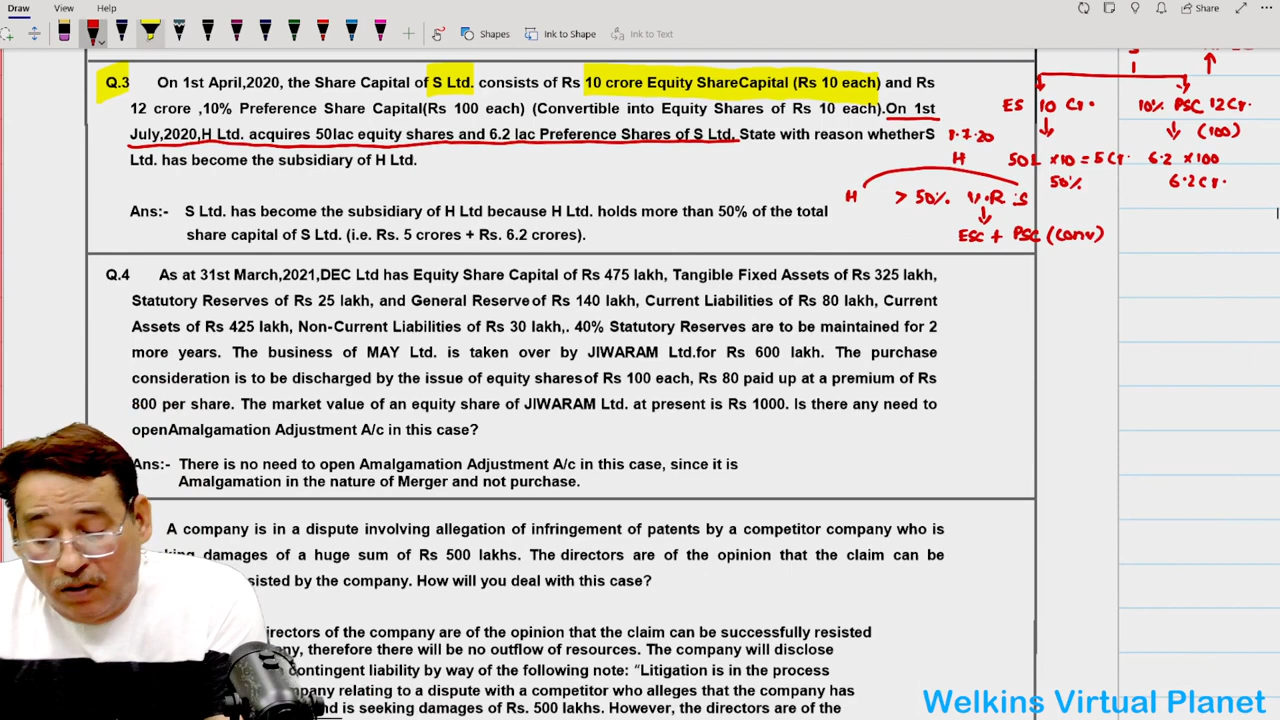 Draw View Help
Share
Shapes Ink to Shape Ink to Text
Q.3 On 1st April,2020, the Share Capital of S Ltd. consists of Rs 10 crore Equity ShareCapital (Rs 10 each) and Rs
12 crore ,10% Preference Share Capital(Rs 100 each) (Convertible into Equity Shares of Rs 10 each).On 1st
July,2020,H Ltd. acquires 50lac equity shares and 6.2 lac Preference Shares of S Ltd. State with reason whetherS
Ltd. has become the subsidiary of H Ltd.
ES 10 Cr. 10% PSC 12Cr.
(100)
1.7.20
H 50L x10 = 5Cr. 6.2 x100
50% 6.2Cr.
H > 50% V.R is
ESC + PSC (conv)
Ans:- S Ltd. has become the subsidiary of H Ltd because H Ltd. holds more than 50% of the total
share capital of S Ltd. (i.e. Rs. 5 crores + Rs. 6.2 crores).
Q.4 As at 31st March,2021,DEC Ltd has Equity Share Capital of Rs 475 lakh, Tangible Fixed Assets of Rs 325 lakh,
Statutory Reserves of Rs 25 lakh, and General Reserveof Rs 140 lakh, Current Liabilities of Rs 80 lakh, Current
Assets of Rs 425 lakh, Non-Current Liabilities of Rs 30 lakh,. 40% Statutory Reserves are to be maintained for 2
more years. The business of MAY Ltd. is taken over by JIWARAM Ltd.for Rs 600 lakh. The purchase
consideration is to be discharged by the issue of equity sharesof Rs 100 each, Rs 80 paid up at a premium of Rs
800 per share. The market value of an equity share of JIWARAM Ltd. at present is Rs 1000. Is there any need to
openAmalgamation Adjustment A/c in this case?
Ans:- There is no need to open Amalgamation Adjustment A/c in this case, since it is
Amalgamation in the nature of Merger and not purchase.
A company is in a dispute involving allegation of infringement of patents by a competitor company who is
damages of a huge sum of Rs 500 lakhs. The directors are of the opinion that the claim can be
by the company. How will you deal with this case?
of the company are of the opinion that the claim can be successfully resisted
therefore there will be no outflow of resources. The company will disclose
contingent liability by way of the following note: "Litigation is in the process
relating to a dispute with a competitor who alleges that the company has
is seeking damages of Rs. 500 lakhs. However, the directors are of the
Welkins Virtual Planet